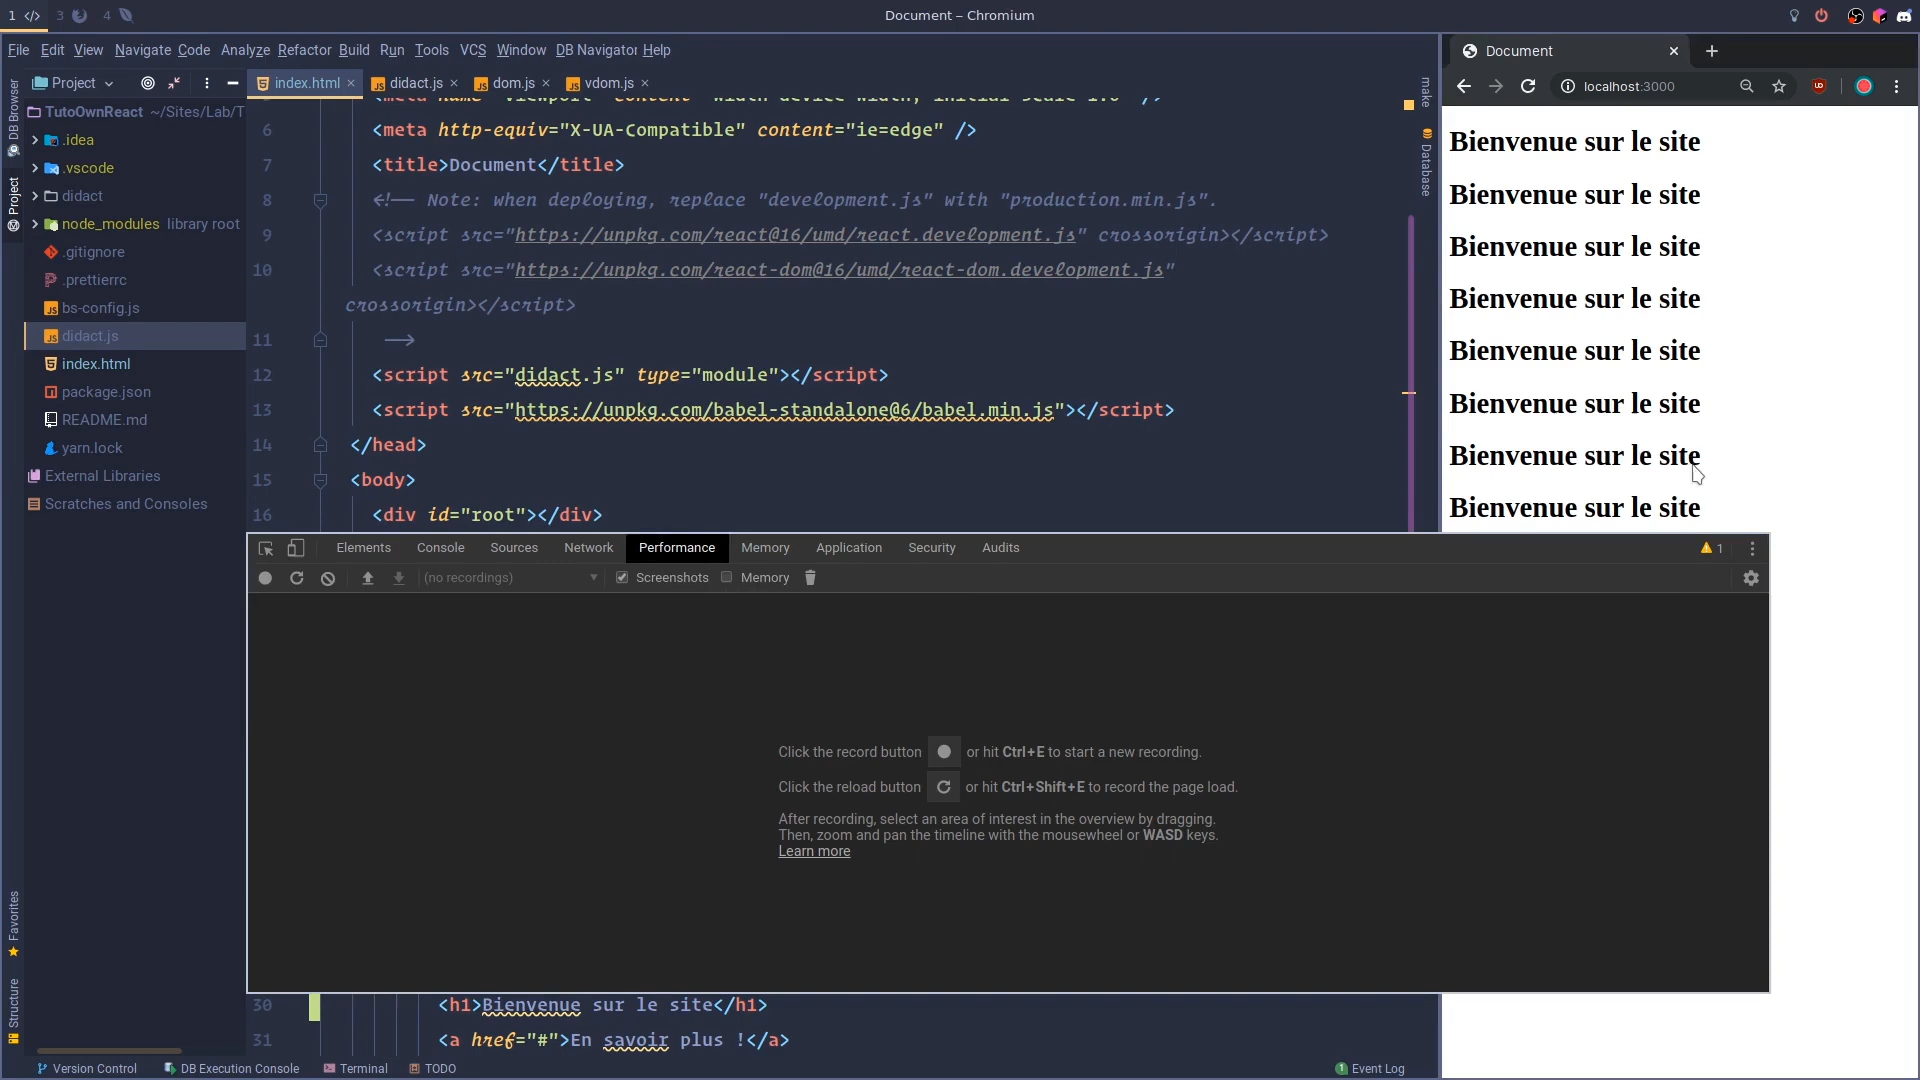 1 </> 3 4
Document – Chromium
File Edit View Navigate Code Analyze Refactor Build Run Tools VCS Window DB Navigator Help
Project
index.html × didact.js × dom.js × vdom.js ×
Document × +
localhost:3000
DB Browser
Project
Favorites
Structure
make
Database
TutoOwnReact ~/Sites/Lab/T
.idea
.vscode
didact
node_modules library root
.gitignore
.prettierrc
bs-config.js
didact.js
index.html
package.json
README.md
yarn.lock
External Libraries
Scratches and Consoles
6 <meta http-equiv="X-UA-Compatible" content="ie=edge" />
7 <title>Document</title>
8 <!-- Note: when deploying, replace "development.js" with "production.min.js".
9 <script src="https://unpkg.com/react@16/umd/react.development.js" crossorigin></script>
10 <script src="https://unpkg.com/react-dom@16/umd/react-dom.development.js"
crossorigin></script>
11 -->
12 <script src="didact.js" type="module"></script>
13 <script src="https://unpkg.com/babel-standalone@6/babel.min.js"></script>
14 </head>
15 <body>
16 <div id="root"></div>
Bienvenue sur le site
Bienvenue sur le site
Bienvenue sur le site
Bienvenue sur le site
Bienvenue sur le site
Bienvenue sur le site
Bienvenue sur le site
Bienvenue sur le site
Elements Console Sources Network Performance Memory Application Security Audits 1
(no recordings) Screenshots Memory
Click the record button or hit Ctrl+E to start a new recording.
Click the reload button or hit Ctrl+Shift+E to record the page load.
After recording, select an area of interest in the overview by dragging.
Then, zoom and pan the timeline with the mousewheel or WASD keys.
Learn more
30 <h1>Bienvenue sur le site</h1>
31 <a href="#">En savoir plus !</a>
Version Control DB Execution Console Terminal TODO 1 Event Log